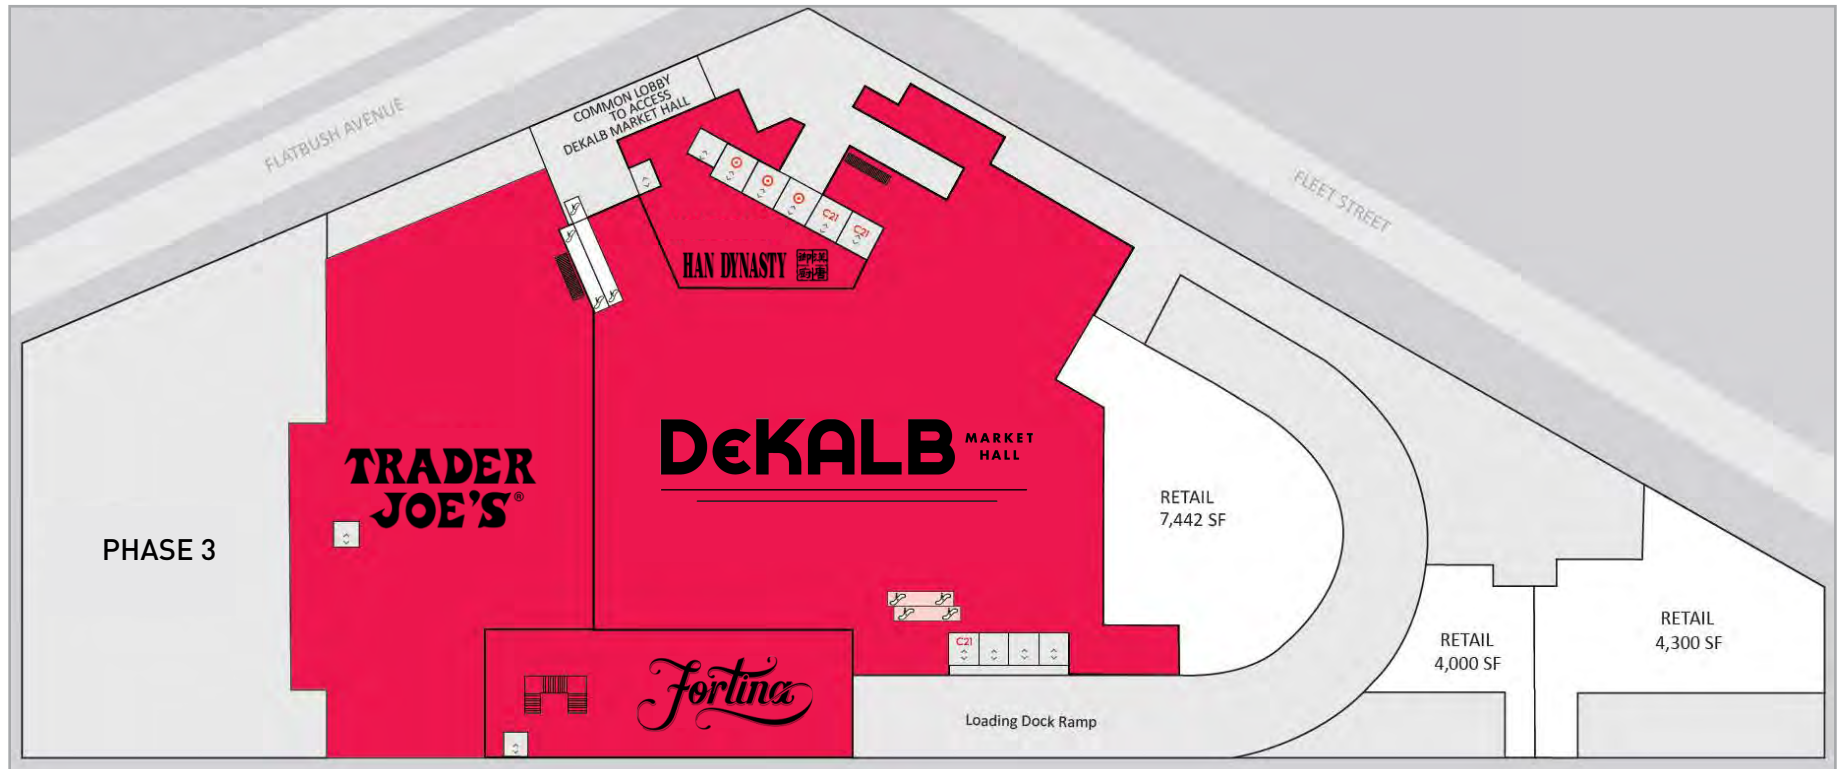 FLATBUSH AVENUE
COMMON LOBBY
TO ACCESS
DEKALB MARKET HALL
FLEET STREET
C21
C21
HAN DYNASTY
TRADER
JOE'S®
DEKALB MARKET
HALL
PHASE 3
RETAIL
7,442 SF
C21
RETAIL
4,000 SF
RETAIL
4,300 SF
Fortina
Loading Dock Ramp